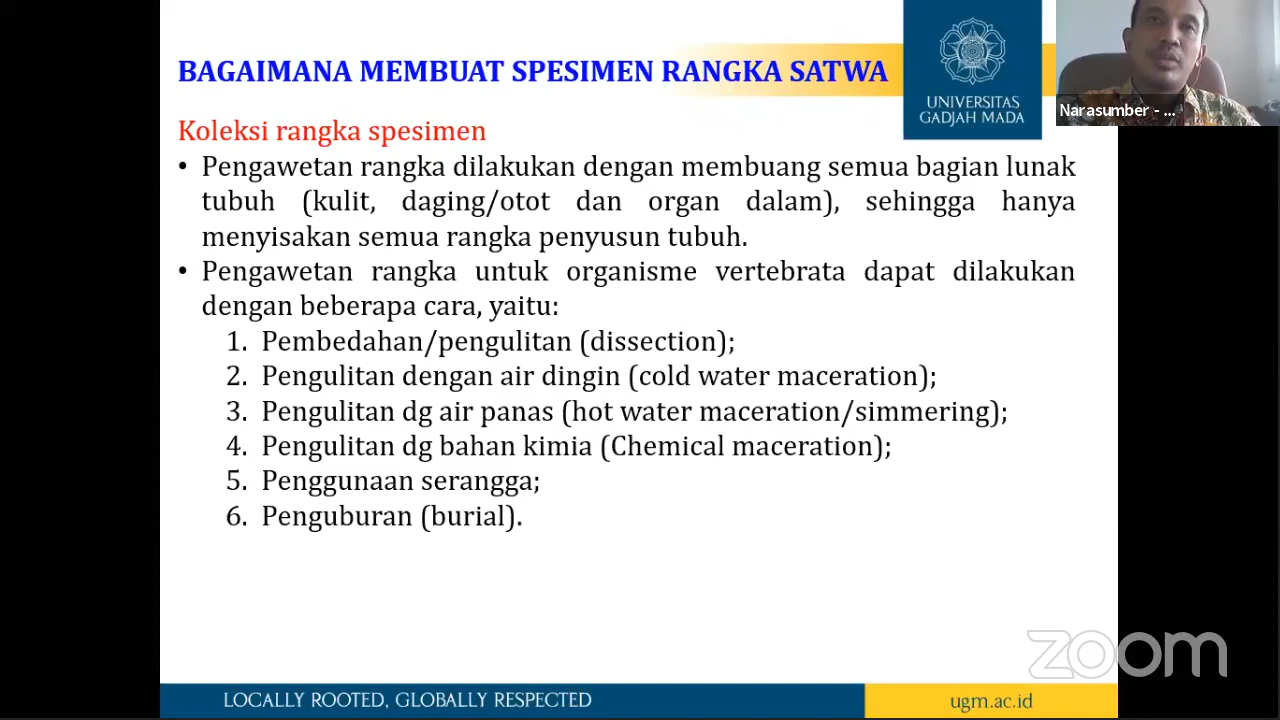 BAGAIMANA MEMBUAT SPESIMEN RANGKA SATWA
UNIVERSITAS
GADJAH MADA
Narasumber - ...
Koleksi rangka spesimen
• Pengawetan rangka dilakukan dengan membuang semua bagian lunak
tubuh (kulit, daging/otot dan organ dalam), sehingga hanya
menyisakan semua rangka penyusun tubuh.
• Pengawetan rangka untuk organisme vertebrata dapat dilakukan
dengan beberapa cara, yaitu:
1. Pembedahan/pengulitan (dissection);
2. Pengulitan dengan air dingin (cold water maceration);
3. Pengulitan dg air panas (hot water maceration/simmering);
4. Pengulitan dg bahan kimia (Chemical maceration);
5. Penggunaan serangga;
6. Penguburan (burial).
zoom
LOCALLY ROOTED, GLOBALLY RESPECTED
ugm.ac.id